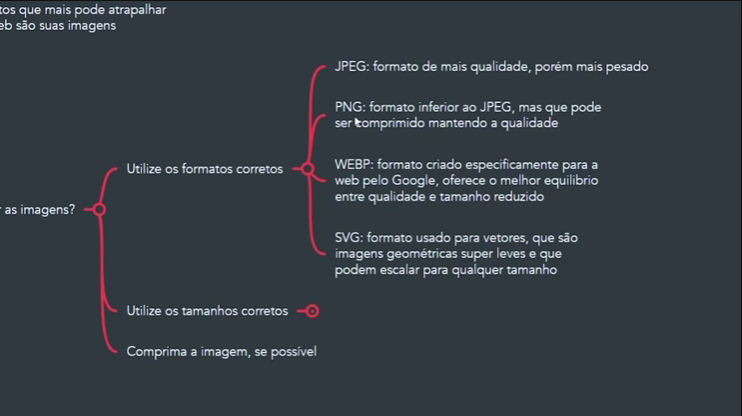 tos que mais pode atrapalhar
eb são suas imagens
JPEG: formato de mais qualidade, porém mais pesado
PNG: formato inferior ao JPEG, mas que pode
ser comprimido mantendo a qualidade
Utilize os formatos corretos
WEBP: formato criado especificamente para a
web pelo Google, oferece o melhor equilibrio
entre qualidade e tamanho reduzido
r as imagens?
SVG: formato usado para vetores, que são
imagens geométricas super leves e que
podem escalar para qualquer tamanho
Utilize os tamanhos corretos
Comprima a imagem, se possível